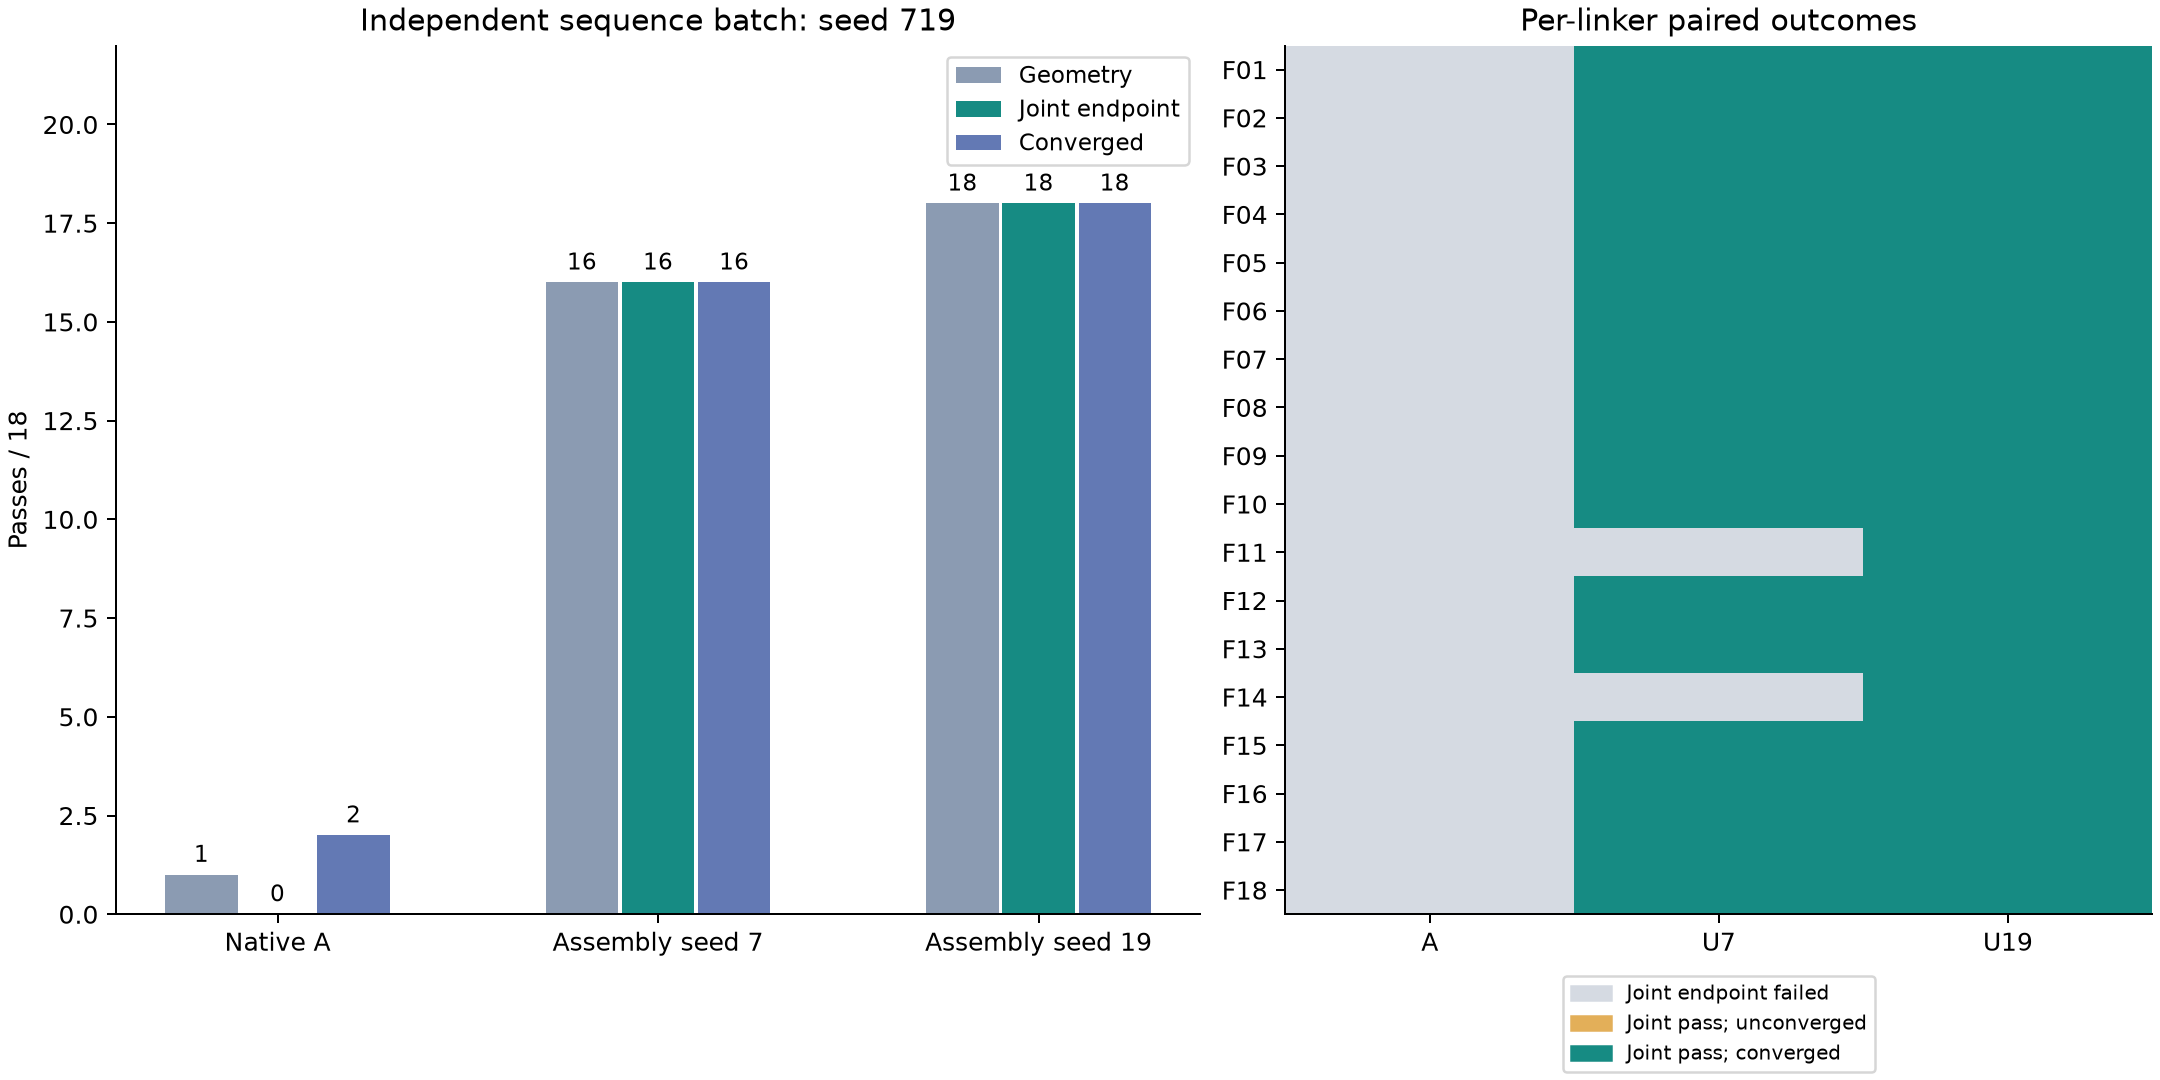 Independent sequence batch: seed 719
Passes / 18
20.0
17.5
15.0
12.5
10.0
7.5
5.0
2.5
0.0
Geometry
Joint endpoint
Converged
1
0
2
16
16
16
18
18
18
Native A
Assembly seed 7
Assembly seed 19
Per-linker paired outcomes
F01
F02
F03
F04
F05
F06
F07
F08
F09
F10
F11
F12
F13
F14
F15
F16
F17
F18
A
U7
U19
Joint endpoint failed
Joint pass; unconverged
Joint pass; converged